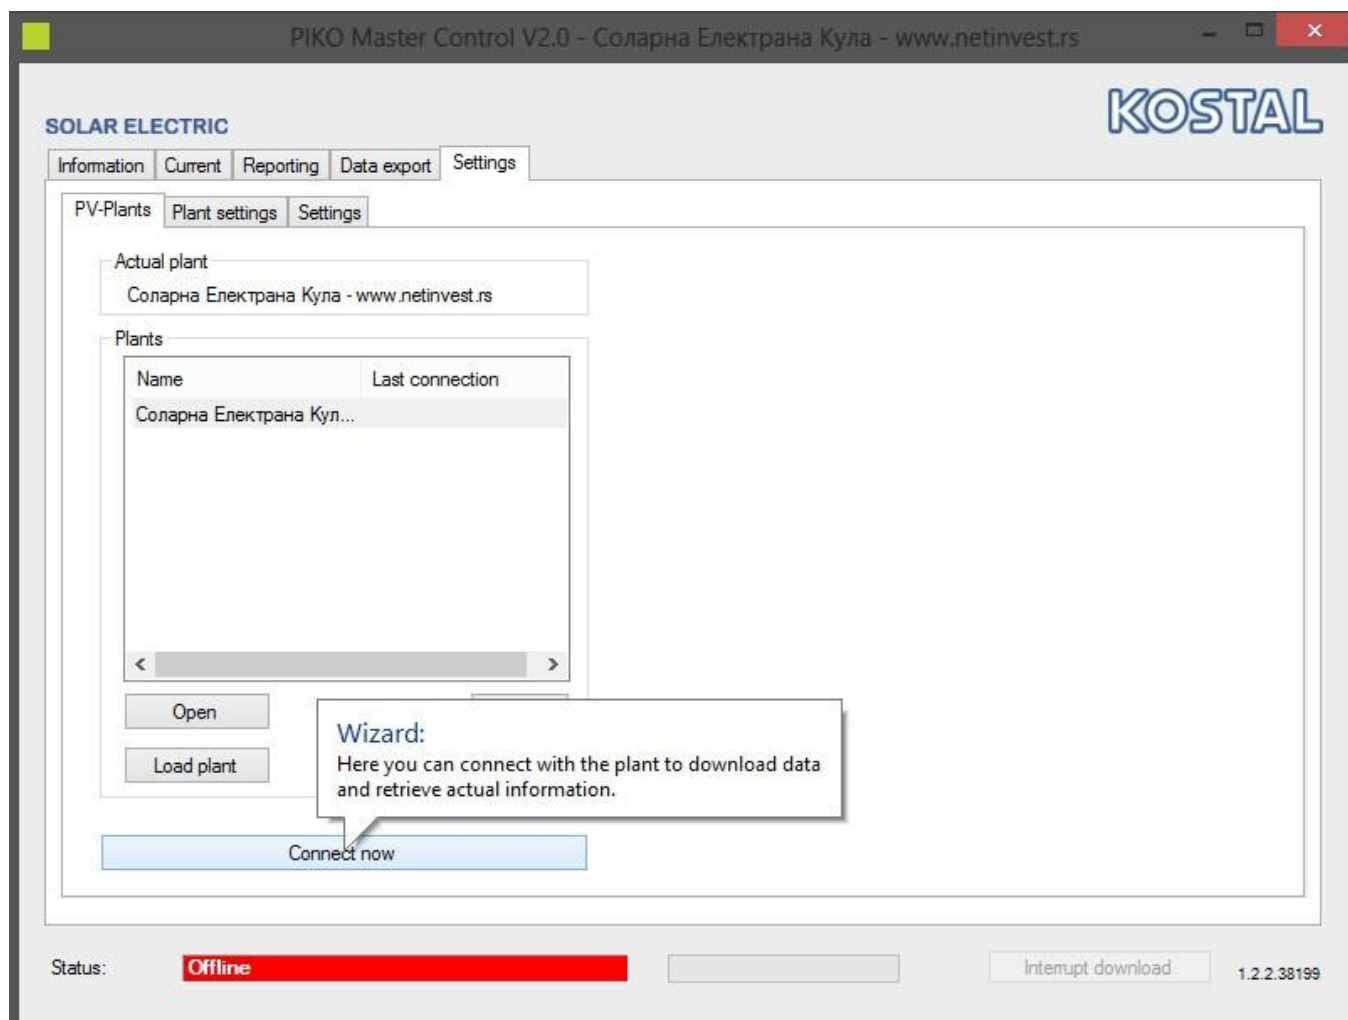 PIKO Master Control V2.0 - Соларна Електрана Кула - www.netinvest.rs
KOSTAL
SOLAR ELECTRIC
Information Current Reporting Data export Settings
PV-Plants Plant settings Settings
Actual plant
Соларна Електрана Кула - www.netinvest.rs
Plants
Name Last connection
Соларна Електрана Кул...
Open
Wizard:
Load plant
Here you can connect with the plant to download data
and retrieve actual information.
Connect now
Status: Offline Interrupt download 1.2.2.38199